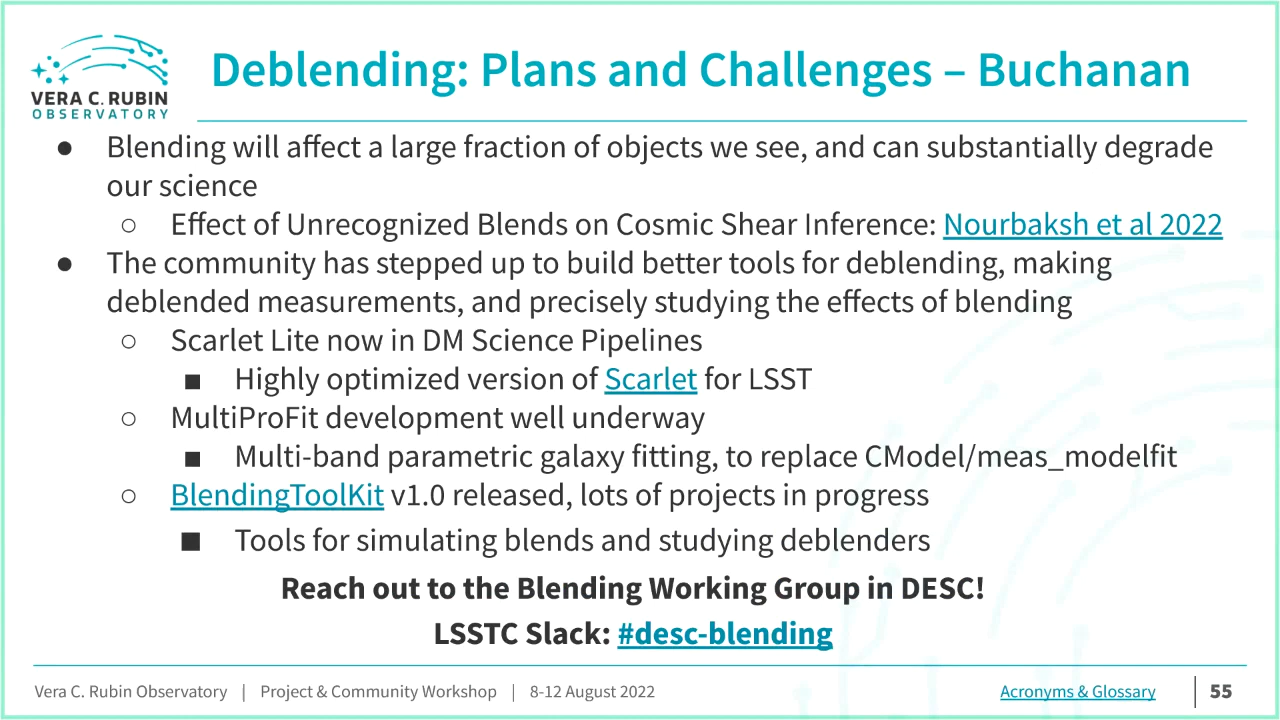 VERA C. RUBIN
OBSERVATORY
Deblending: Plans and Challenges – Buchanan
● Blending will affect a large fraction of objects we see, and can substantially degrade
our science
○ Effect of Unrecognized Blends on Cosmic Shear Inference: Nourbaksh et al 2022
● The community has stepped up to build better tools for deblending, making
deblended measurements, and precisely studying the effects of blending
○ Scarlet Lite now in DM Science Pipelines
■ Highly optimized version of Scarlet for LSST
○ MultiProFit development well underway
■ Multi-band parametric galaxy fitting, to replace CModel/meas_modelfit
○ BlendingToolKit v1.0 released, lots of projects in progress
■ Tools for simulating blends and studying deblenders
Reach out to the Blending Working Group in DESC!
LSSTC Slack: #desc-blending
Vera C. Rubin Observatory | Project & Community Workshop | 8-12 August 2022
Acronyms & Glossary | 55